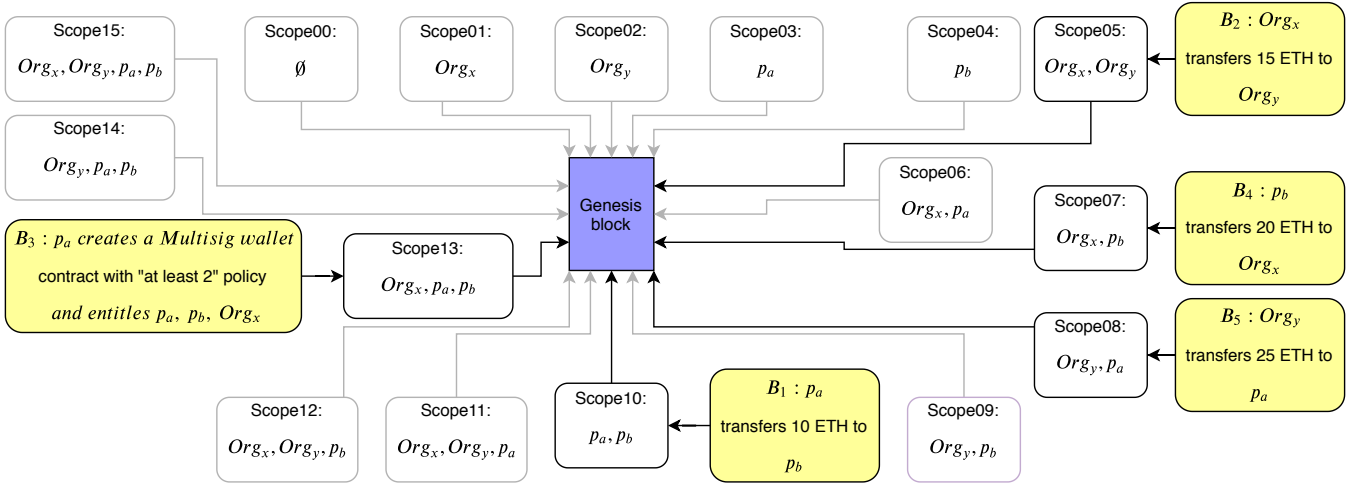 Scope15:
Org_x, Org_y, p_a, p_b
Scope00:
∅
Scope01:
Org_x
Scope02:
Org_y
Scope03:
p_a
Scope04:
p_b
Scope05:
Org_x, Org_y
B_2 : Org_x
transfers 15 ETH to
Org_y
Scope14:
Org_y, p_a, p_b
Genesis
block
Scope06:
Org_x, p_a
Scope07:
Org_x, p_b
B_4 : p_b
transfers 20 ETH to
Org_x
B_3 : p_a creates a Multisig wallet
contract with "at least 2" policy
and entitles p_a, p_b, Org_x
Scope13:
Org_x, p_a, p_b
Scope08:
Org_y, p_a
B_5 : Org_y
transfers 25 ETH to
p_a
Scope12:
Org_x, Org_y, p_b
Scope11:
Org_x, Org_y, p_a
Scope10:
p_a, p_b
B_1 : p_a
transfers 10 ETH to
p_b
Scope09:
Org_y, p_b